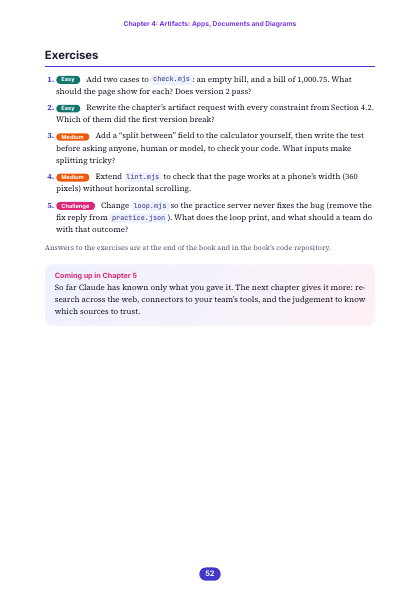 Chapter 4: Artifacts: Apps, Documents and Diagrams
Exercises
1. Easy Add two cases to check.mjs: an empty bill, and a bill of 1,000.75. What
should the page show for each? Does version 2 pass?
2. Easy Rewrite the chapter's artifact request with every constraint from Section 4.2.
Which of them did the first version break?
3. Medium Add a “split between” field to the calculator yourself, then write the test
before asking anyone, human or model, to check your code. What inputs make
splitting tricky?
4. Medium Extend lint.mjs to check that the page works at a phone's width (360
pixels) without horizontal scrolling.
5. Challenge Change loop.mjs so the practice server never fixes the bug (remove the
fix reply from practice.json). What does the loop print, and what should a team do
with that outcome?
Answers to the exercises are at the end of the book and in the book's code repository.
Coming up in Chapter 5
So far Claude has known only what you gave it. The next chapter gives it more: re-
search across the web, connectors to your team's tools, and the judgement to know
which sources to trust.
52